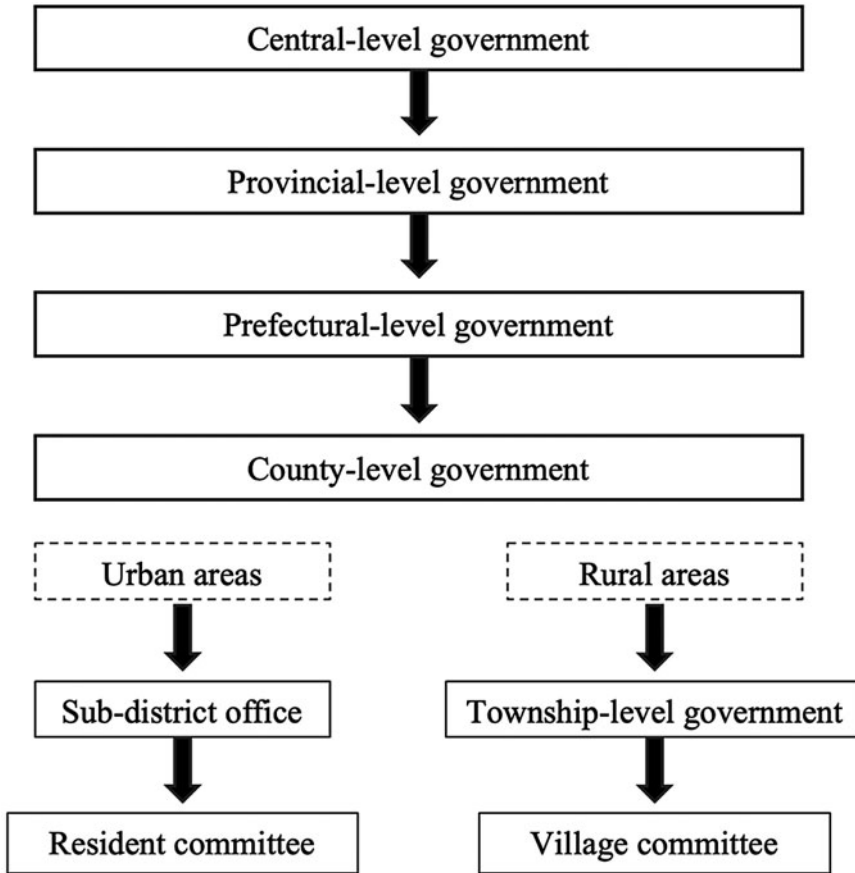 Central-level government
Provincial-level government
Prefectural-level government
County-level government
Urban areas
Rural areas
Sub-district office
Township-level government
Resident committee
Village committee